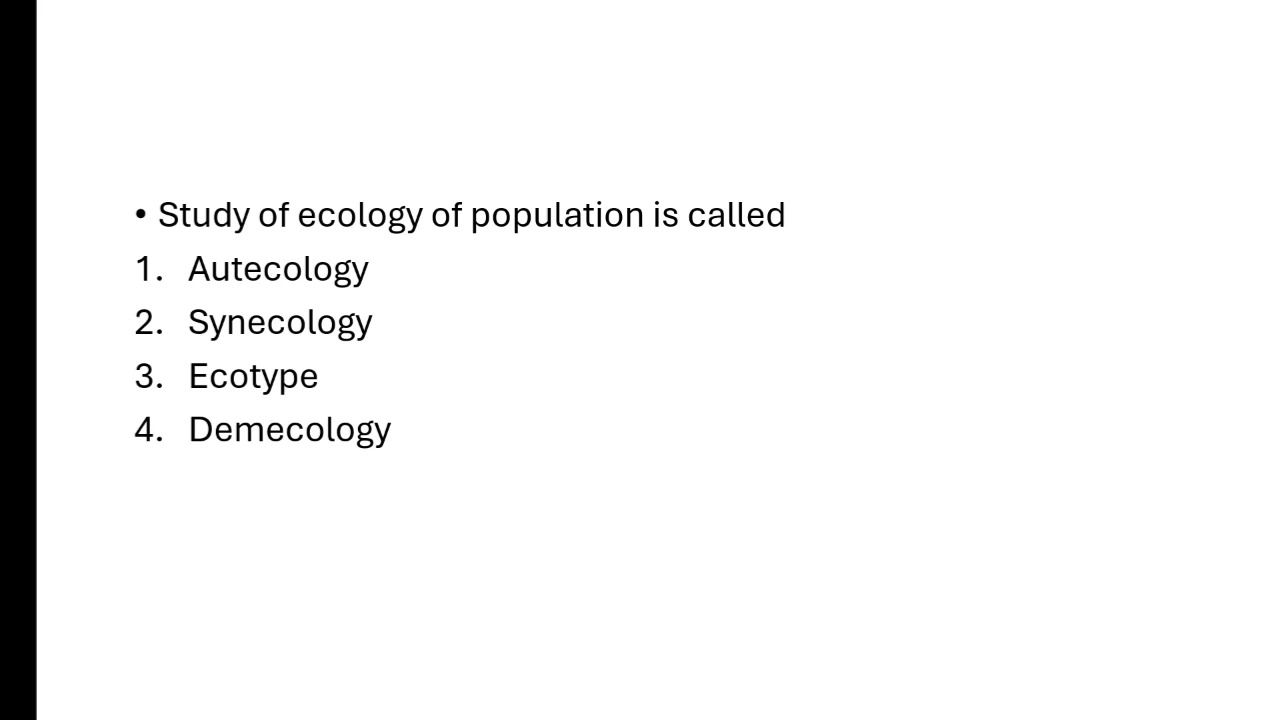 • Study of ecology of population is called
1. Autecology
2. Synecology
3. Ecotype
4. Demecology